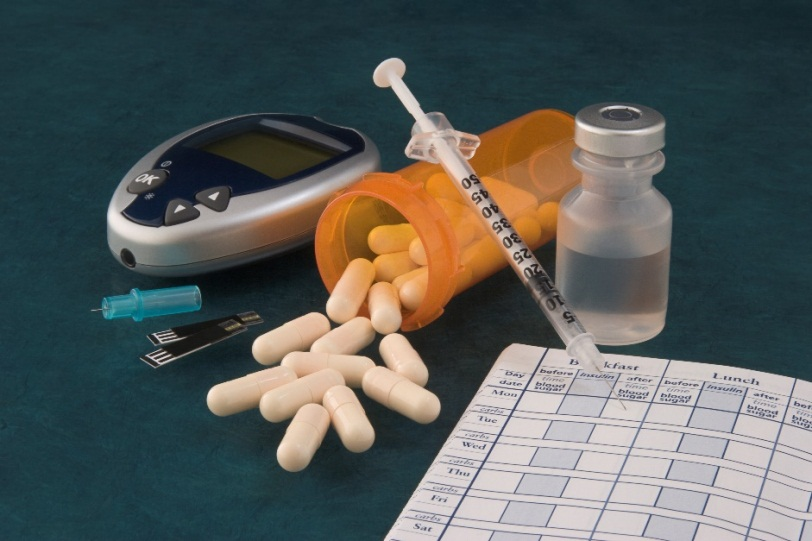 OK
50
45
40
35
30
25
20
10
5
Breakfast Lunch
Day before insulin after before insulin after
date time time time time
blood blood blood blood
sugar sugar sugar sugar
Mon
carbs
Tue
carbs
Wed
carbs
Thu
carbs
Fri
carbs
Sat